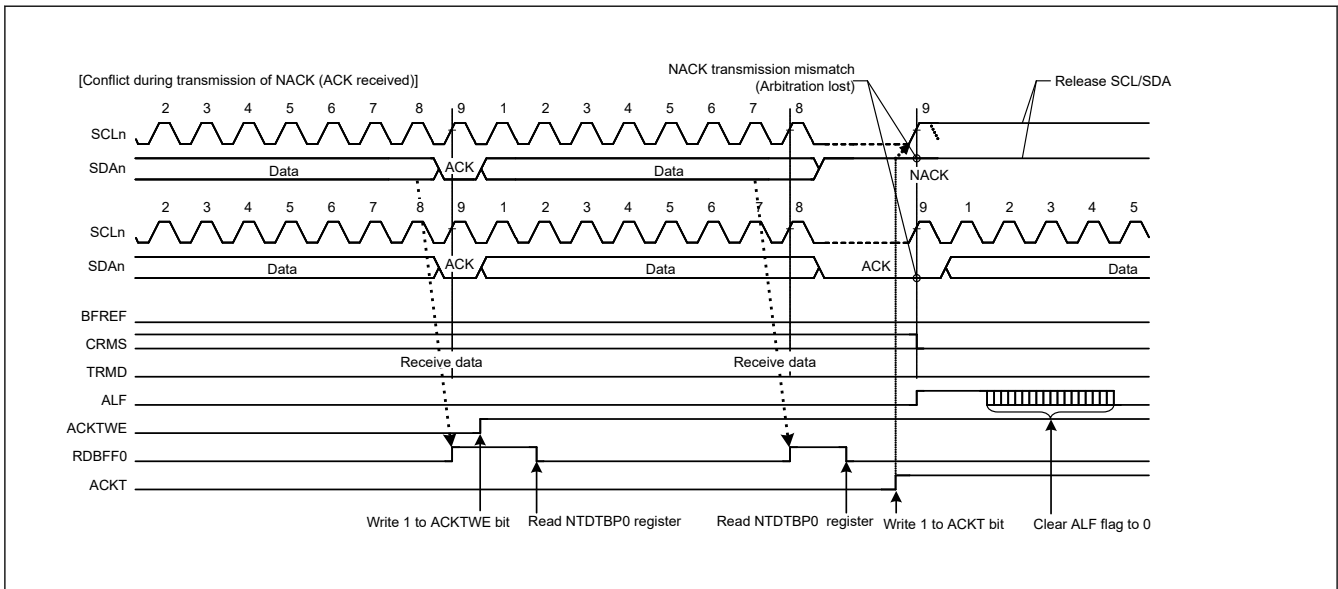 [Conflict during transmission of NACK (ACK received)]
NACK transmission mismatch
(Arbitration lost)
Release SCL/SDA
2 3 4 5 6 7 8 9 1 2 3 4 5 6 7 8 9
SCLn
SDAn Data ACK Data NACK
2 3 4 5 6 7 8 9 1 2 3 4 5 6 7 8 9 1 2 3 4 5
SCLn
SDAn Data ACK Data ACK Data
BFREF
CRMS
Receive data Receive data
TRMD
ALF
ACKTWE
RDBFF0
ACKT
Write 1 to ACKTWE bit Read NTDTBP0 register Read NTDTBP0 register Write 1 to ACKT bit Clear ALF flag to 0